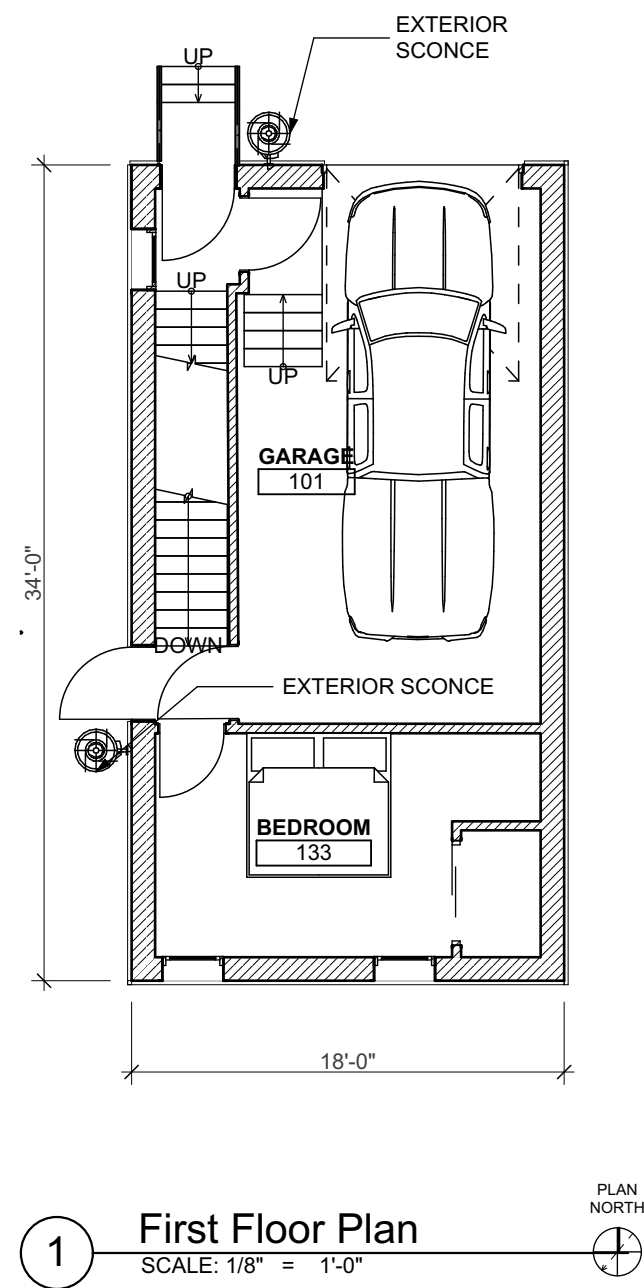 EXTERIOR
SCONCE
UP
UP
UP
GARAGE
101
34'-0"
DOWN
EXTERIOR SCONCE
BEDROOM
133
18'-0"
PLAN
NORTH
1
First Floor Plan
SCALE: 1/8" = 1'-0"